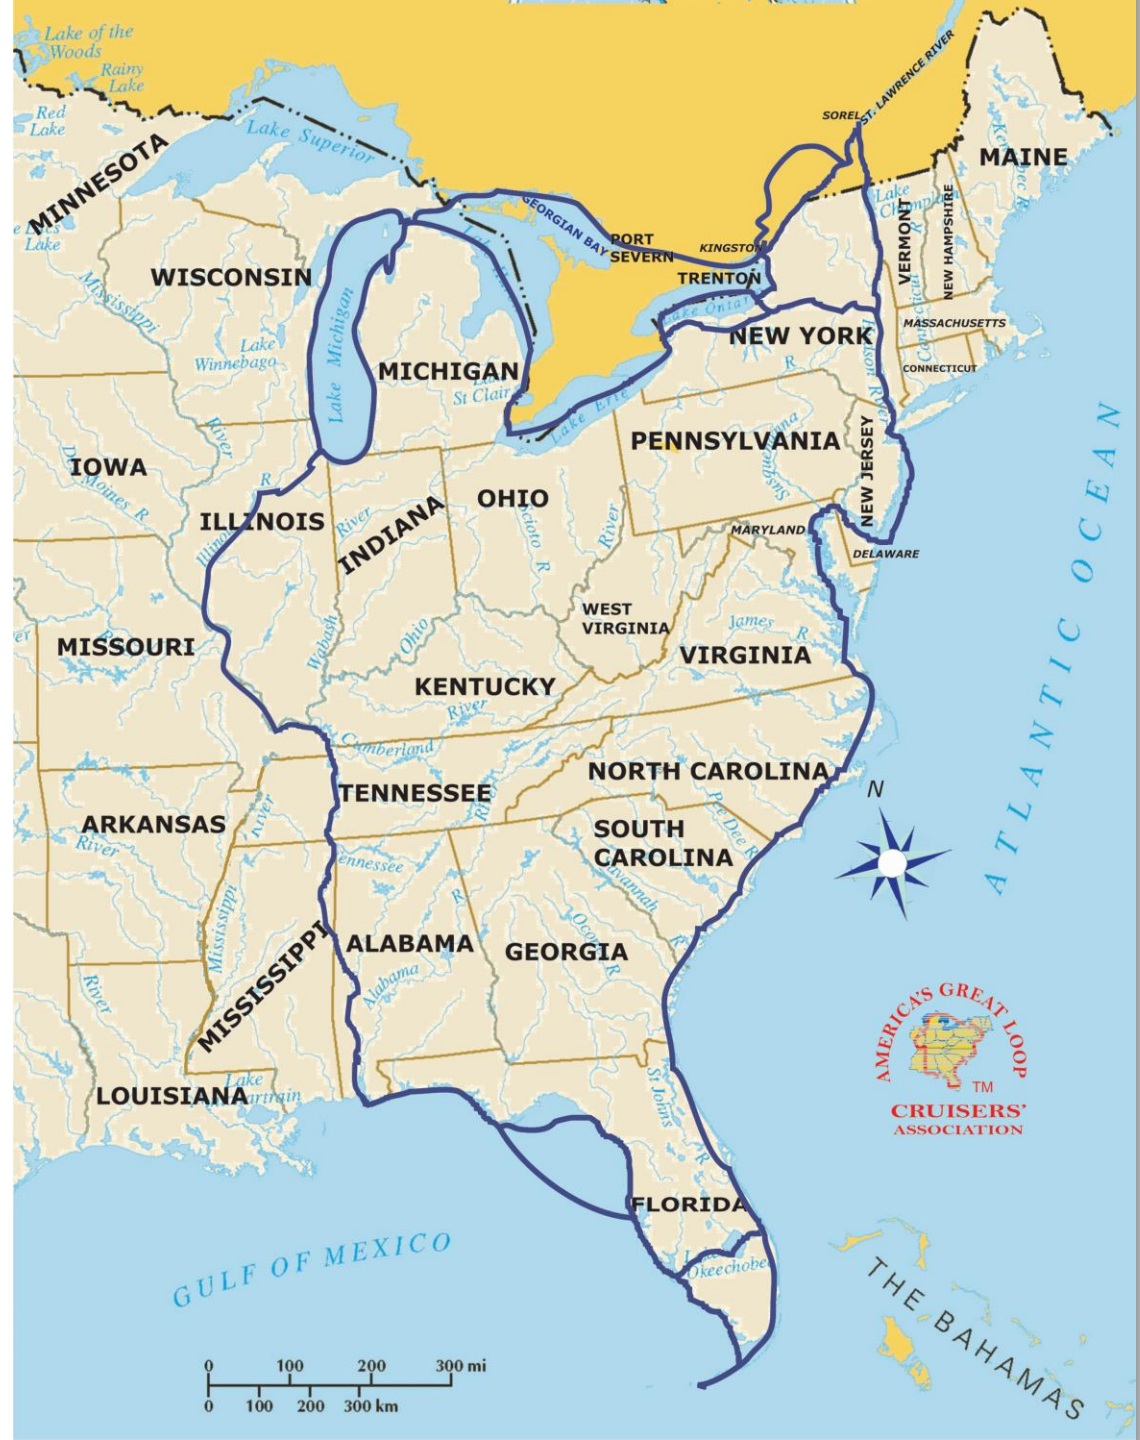 Lake of the
Woods
Rainy
Lake
Red
Lake
MINNESOTA
Lake Superior
ST. LAWRENCE RIVER
SOREL
MAINE
Lake
Champlain
VERMONT
NEW HAMPSHIRE
GEORGIAN BAY
PORT
SEVERN
KINGSTON
TRENTON
Lake
WISCONSIN
Mississippi
Lake
Winnebago
Lake Michigan
MICHIGAN
St Clair
Lake Ontar
NEW YORK
Hudson River
Connecticut
R
MASSACHUSETTS
CONNECTICUT
Lake Erie
R
PENNSYLVANIA
NEW JERSEY
River
IOWA
Des Moines R
R
ILLINOIS
River
INDIANA
OHIO
Scioto R
River
MARYLAND
DELAWARE
ATLANTIC OCEAN
WEST
VIRGINIA
James
R
VIRGINIA
MISSOURI
Wabash
Ohio
KENTUCKY
River
Cumberland
TENNESSEE
River
NORTH CAROLINA
Pee Dee R
N
ARKANSAS
River
River
SOUTH
CAROLINA
ennessee
Savannah
R
Mississippi
MISSISSIPPI
ALABAMA
R
Alabama
GEORGIA
R
R
River
LOUISIANA
Lake
artrain
St Johns
R
AMERICA'S GREAT LOOP
TM
CRUISERS'
ASSOCIATION
FLORIDA
Okeechobee
GULF OF MEXICO
THE BAHAMAS
0 100 200 300 mi
0 100 200 300 km